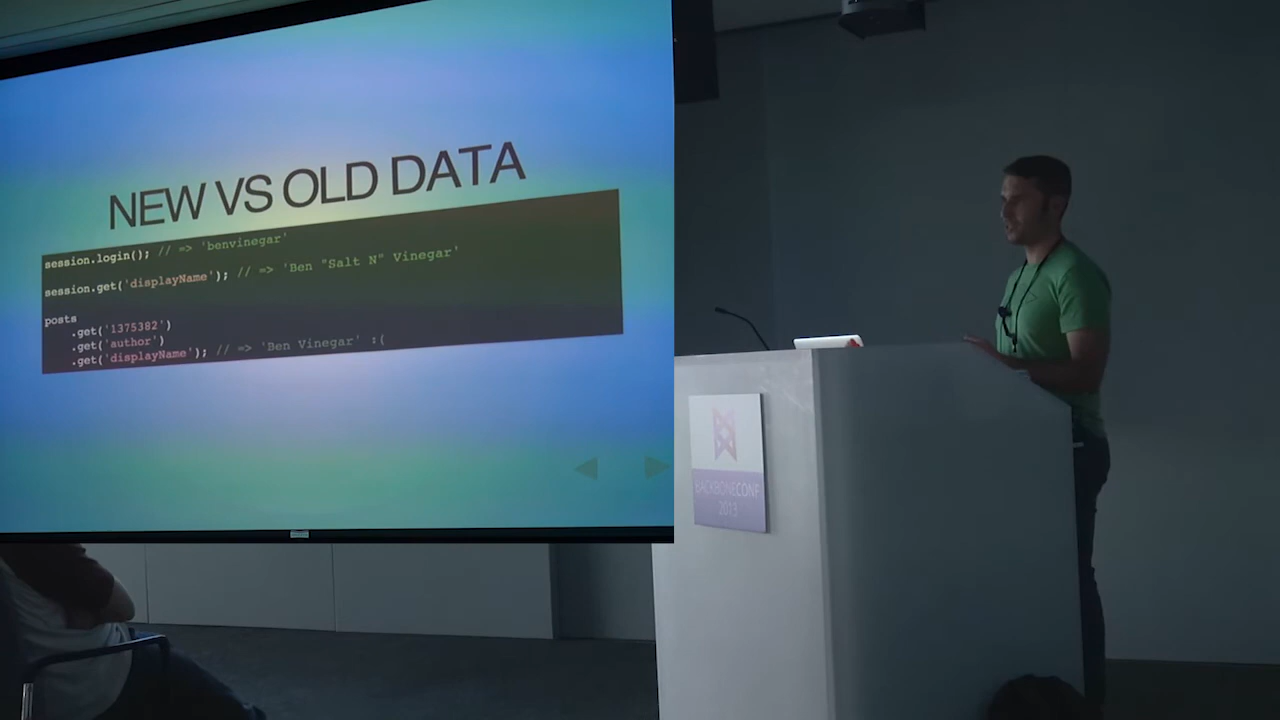 NEW VS OLD DATA
session.login(); // => 'benvinegar'
session.get('displayName'); // => 'Ben "Salt N" Vinegar'
posts
.get('1375382')
.get('author')
.get('displayName'); // => 'Ben Vinegar' :(
BACKBONECONF
2013